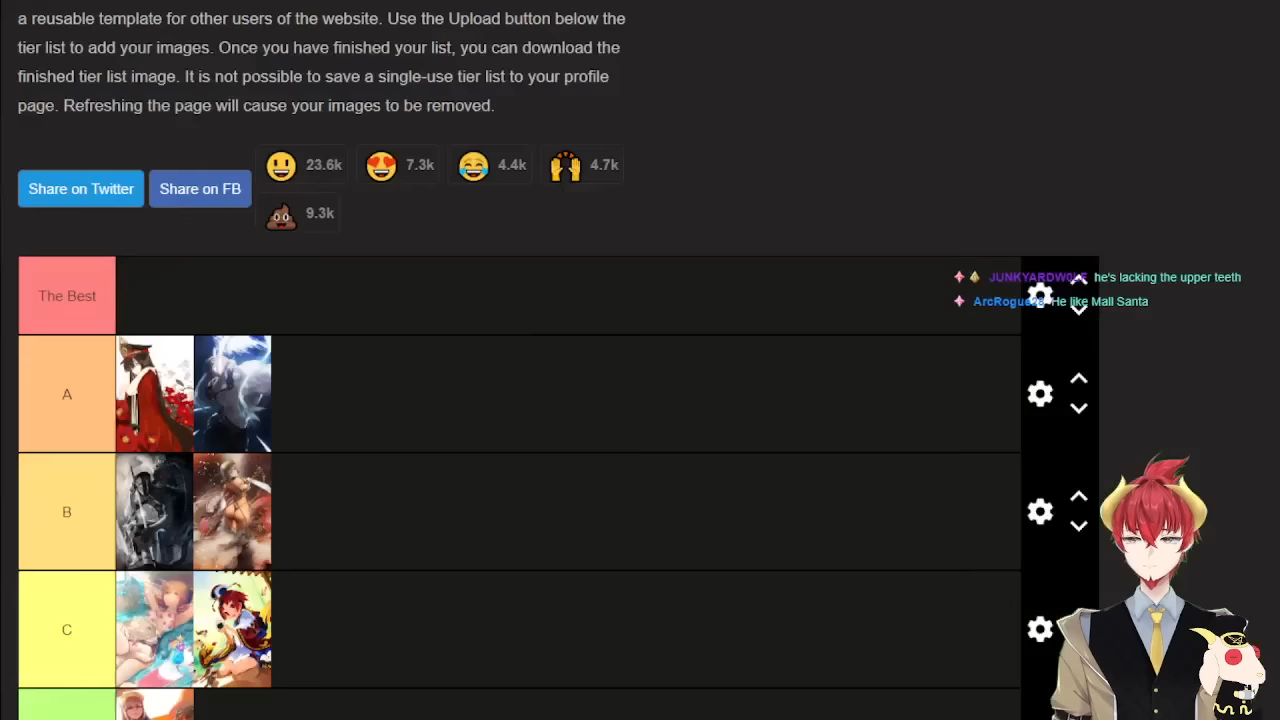 a reusable template for other users of the website. Use the Upload button below the
tier list to add your images. Once you have finished your list, you can download the
finished tier list image. It is not possible to save a single-use tier list to your profile
page. Refreshing the page will cause your images to be removed.
23.6k
7.3k
4.4k
4.7k
Share on Twitter
Share on FB
9.3k
The Best
JUNKYARDW0LF he's lacking the upper teeth
He like Mall Santa
A
B
C